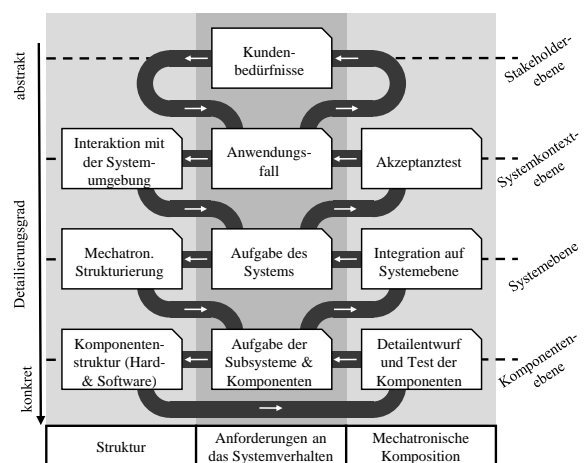 abstrakt
Detailierungsgrad
konkret
Kunden-
bedürfnisse
Stakeholder-
ebene
Interaktion mit
der System-
umgebung
Anwendungs-
fall
Akzeptanztest
Systemkontext-
ebene
Mechatron.
Strukturierung
Aufgabe des
Systems
Integration auf
Systemebene
Systemebene
Komponenten-
struktur (Hard-
& Software)
Aufgabe der
Subsysteme &
Komponenten
Detailentwurf
und Test der
Komponenten
Komponenten-
ebene
Struktur
Anforderungen an
das Systemverhalten
Mechatronische
Komposition